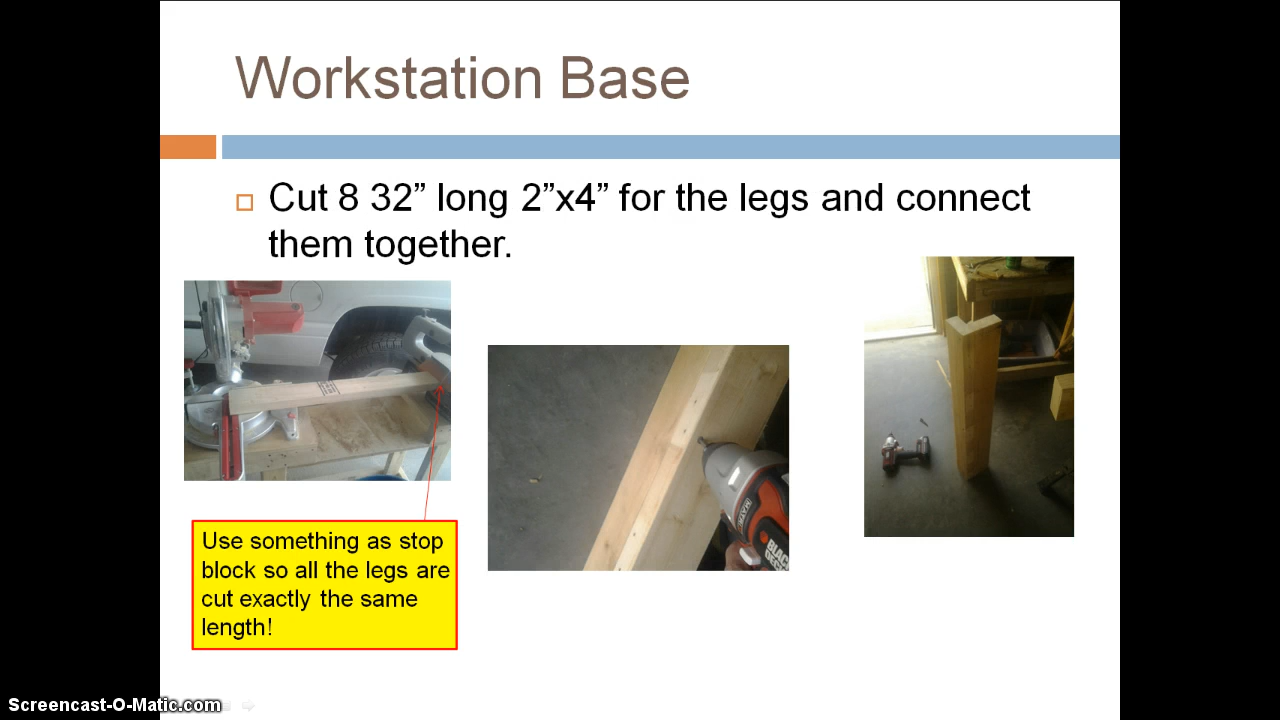 Workstation Base
Cut 8 32” long 2”x4” for the legs and connect
them together.
Use something as stop
block so all the legs are
cut exactly the same
length!
BLACK
Screencast-O-Matic.com